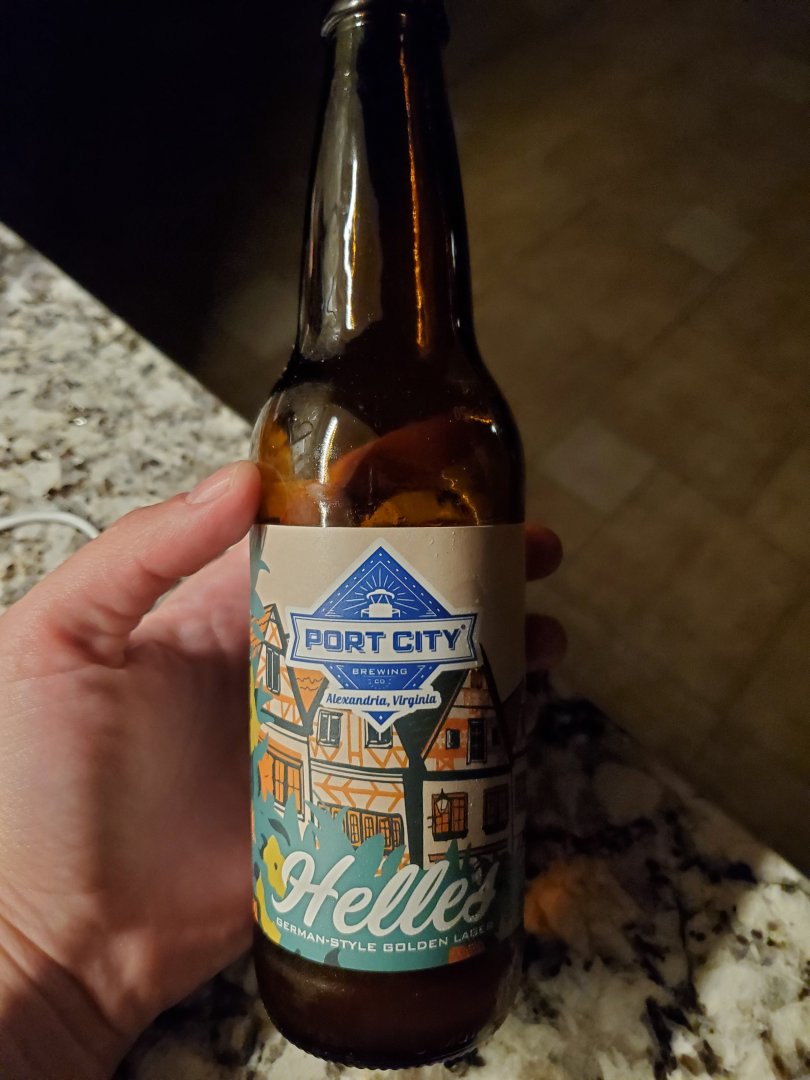 PORT CITY®
BREWING
CO
Alexandria, Virginia
Helles
GERMAN-STYLE GOLDEN LAGER